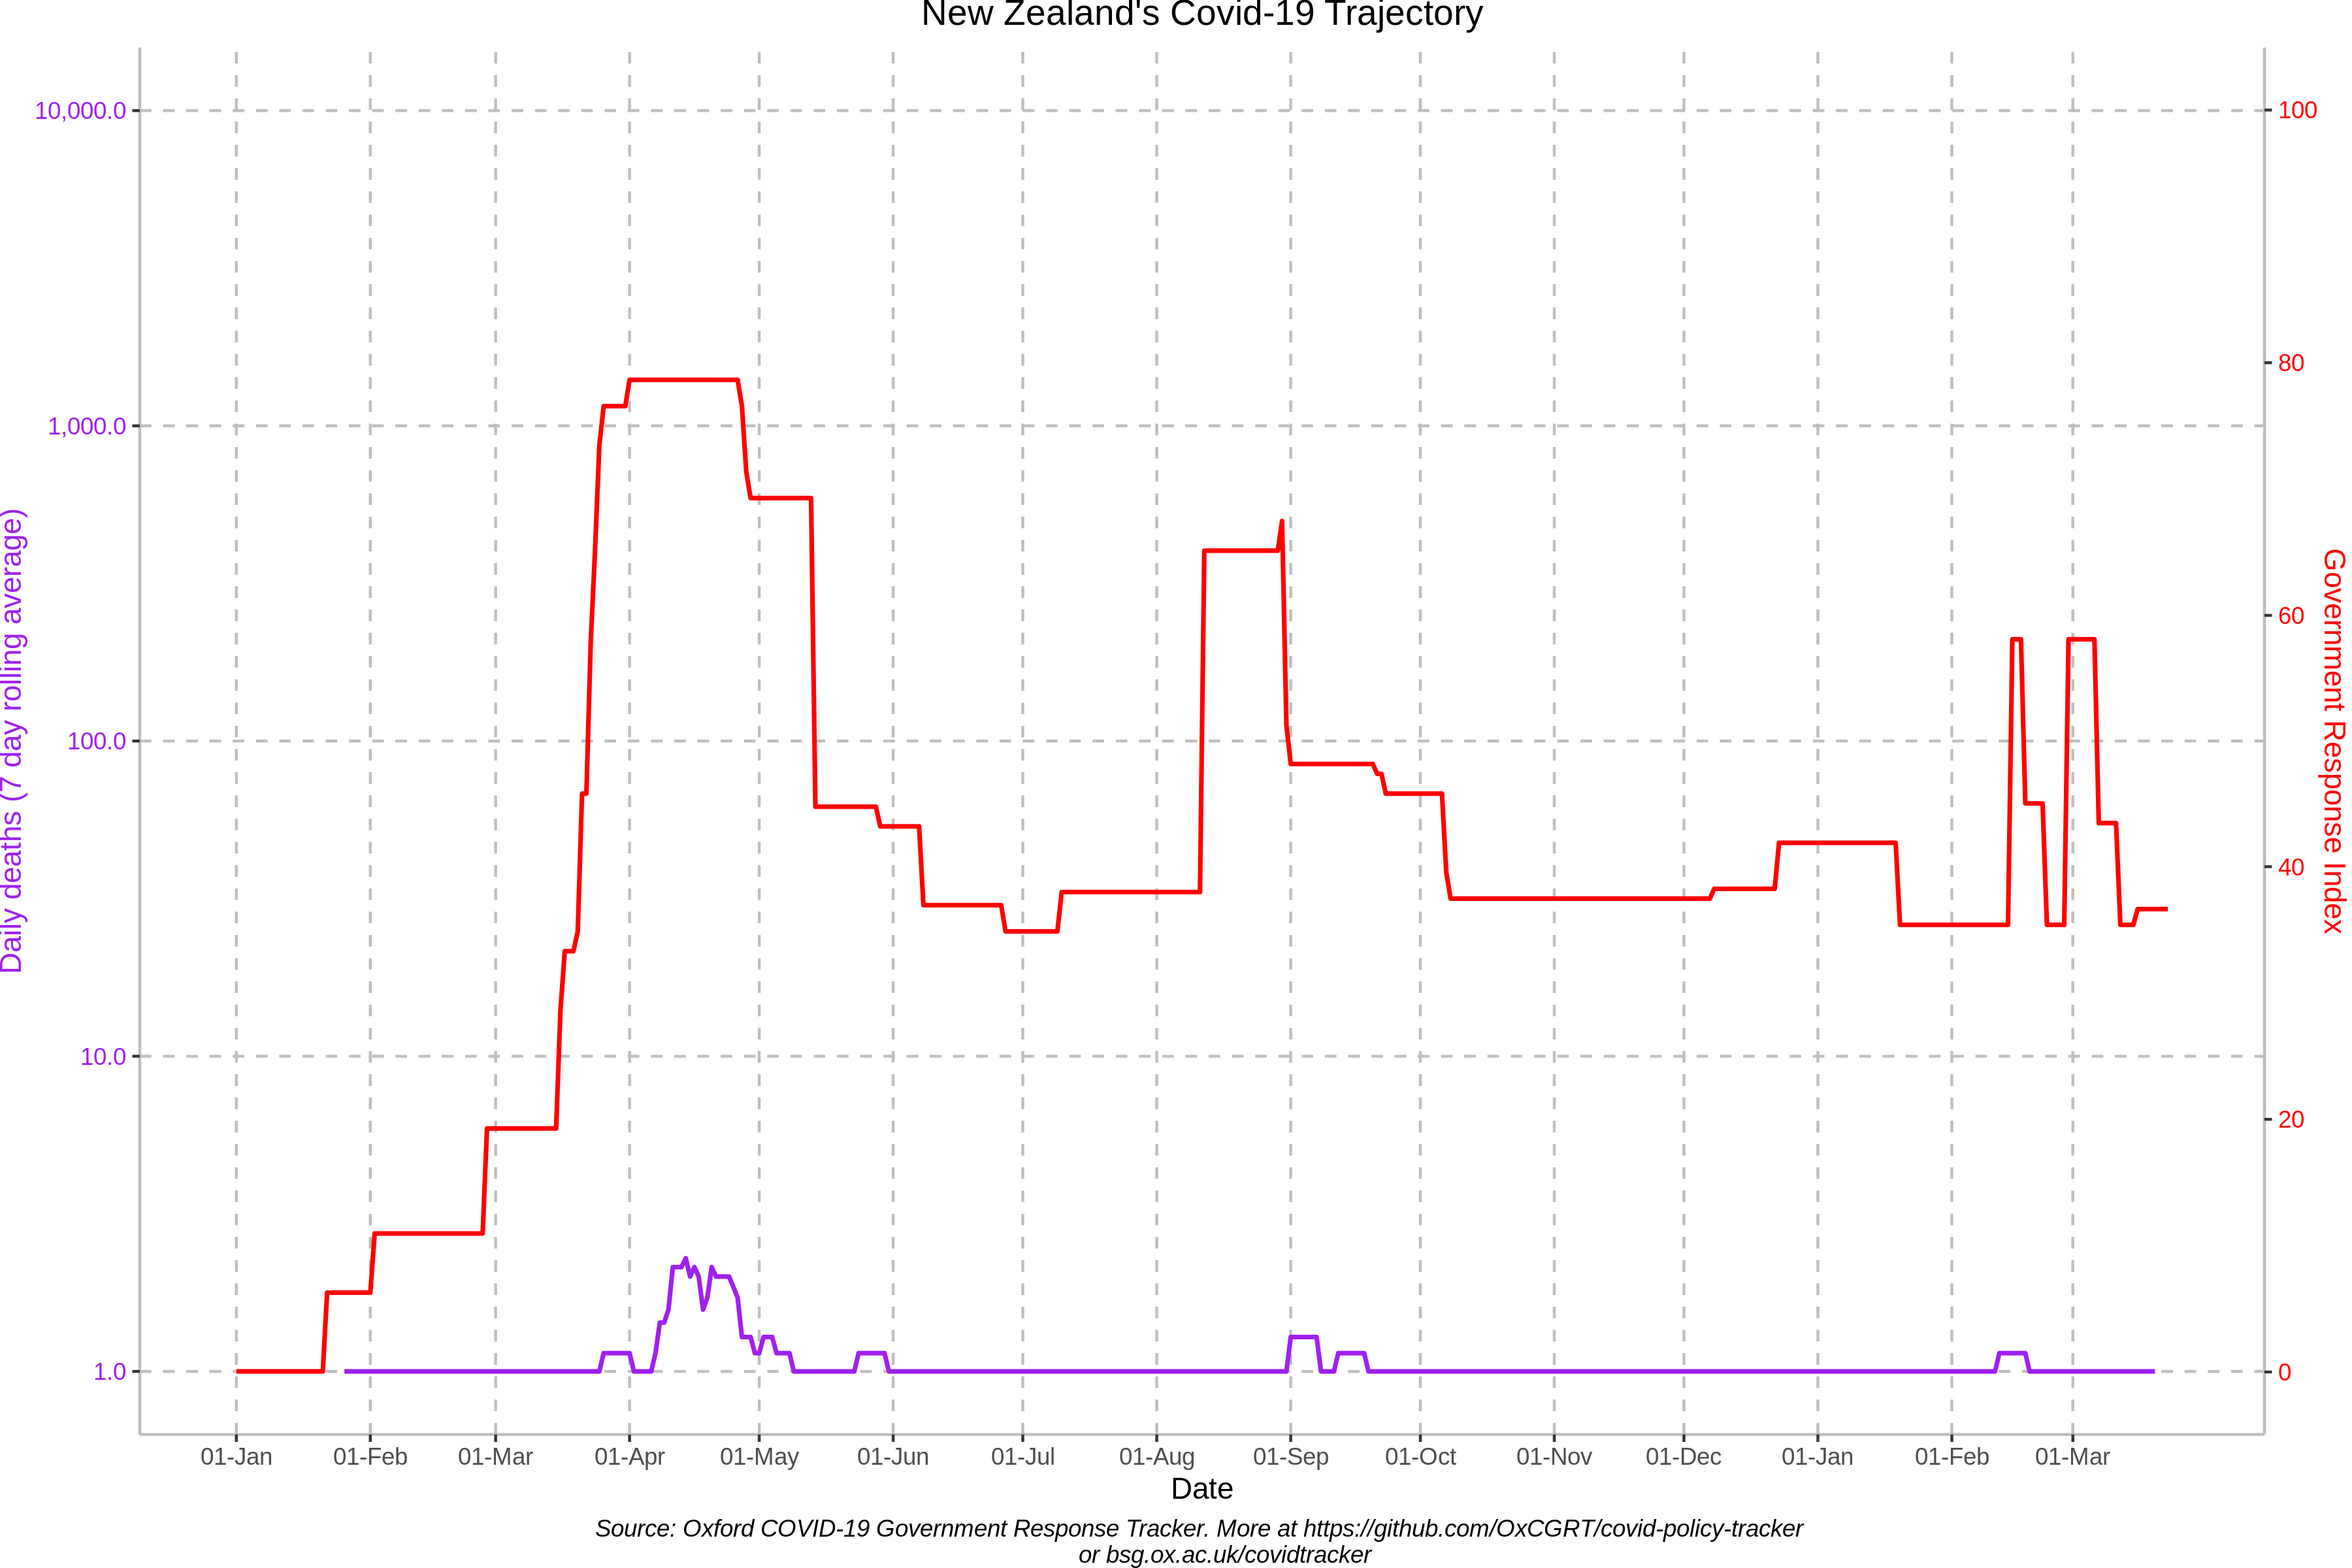 New Zealand's Covid-19 Trajectory
10,000.0
1,000.0
100.0
10.0
1.0
Daily deaths (7 day rolling average)
100
80
60
40
20
0
Government Response Index
01-Jan 01-Feb 01-Mar 01-Apr 01-May 01-Jun 01-Jul 01-Aug 01-Sep 01-Oct 01-Nov 01-Dec 01-Jan 01-Feb 01-Mar
Date
Source: Oxford COVID-19 Government Response Tracker. More at https://github.com/OxCGRT/covid-policy-tracker
or bsg.ox.ac.uk/covidtracker